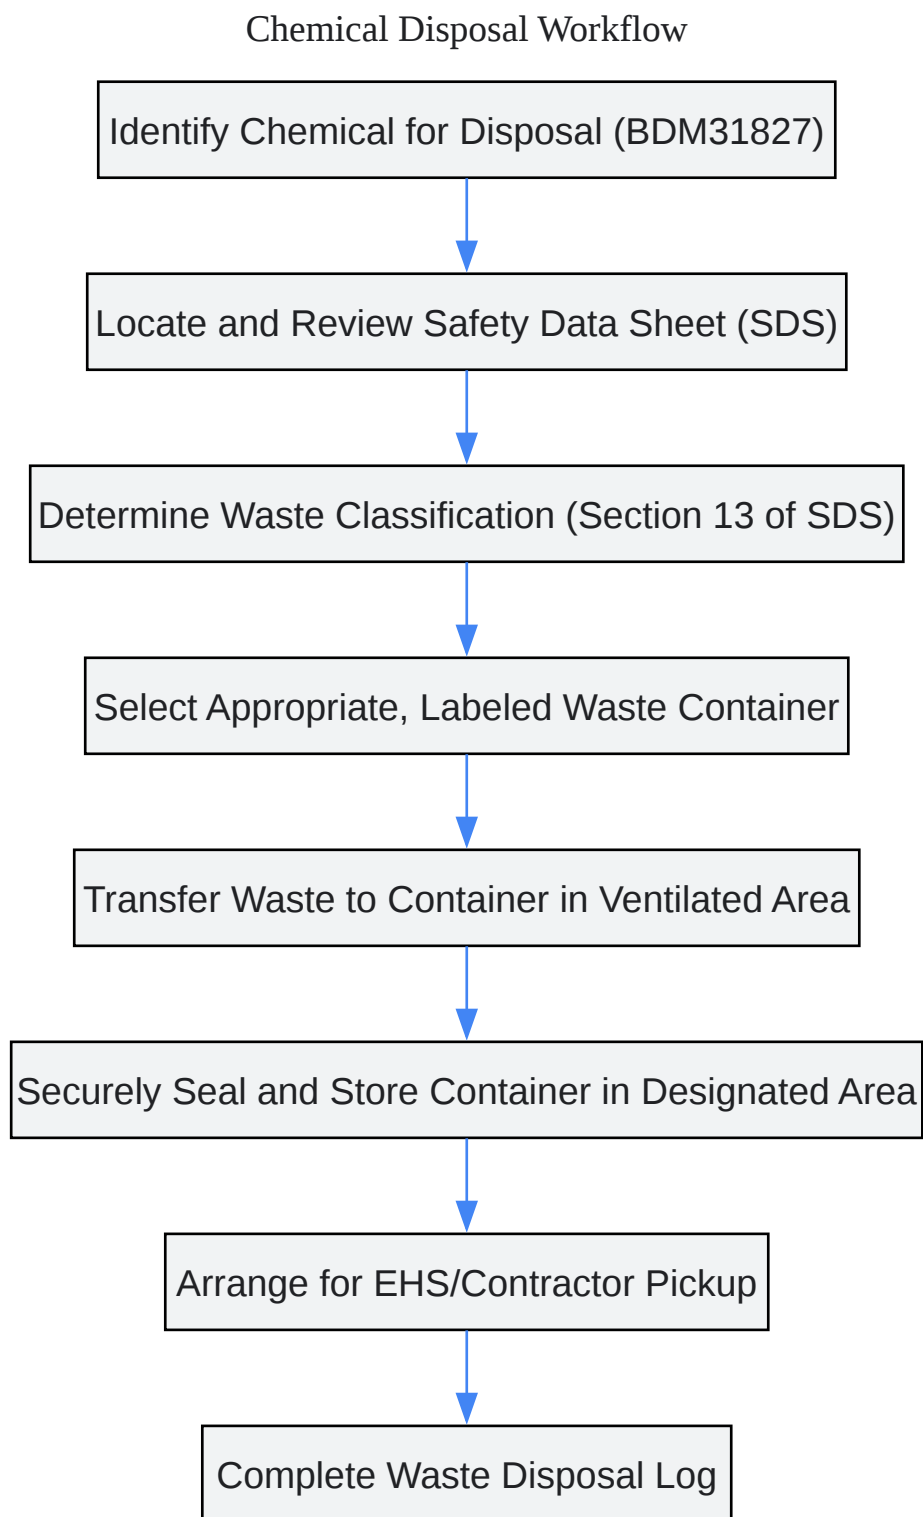 Chemical Disposal Workflow
Identify Chemical for Disposal (BDM31827)
Locate and Review Safety Data Sheet (SDS)
Determine Waste Classification (Section 13 of SDS)
Select Appropriate, Labeled Waste Container
Transfer Waste to Container in Ventilated Area
Securely Seal and Store Container in Designated Area
Arrange for EHS/Contractor Pickup
Complete Waste Disposal Log